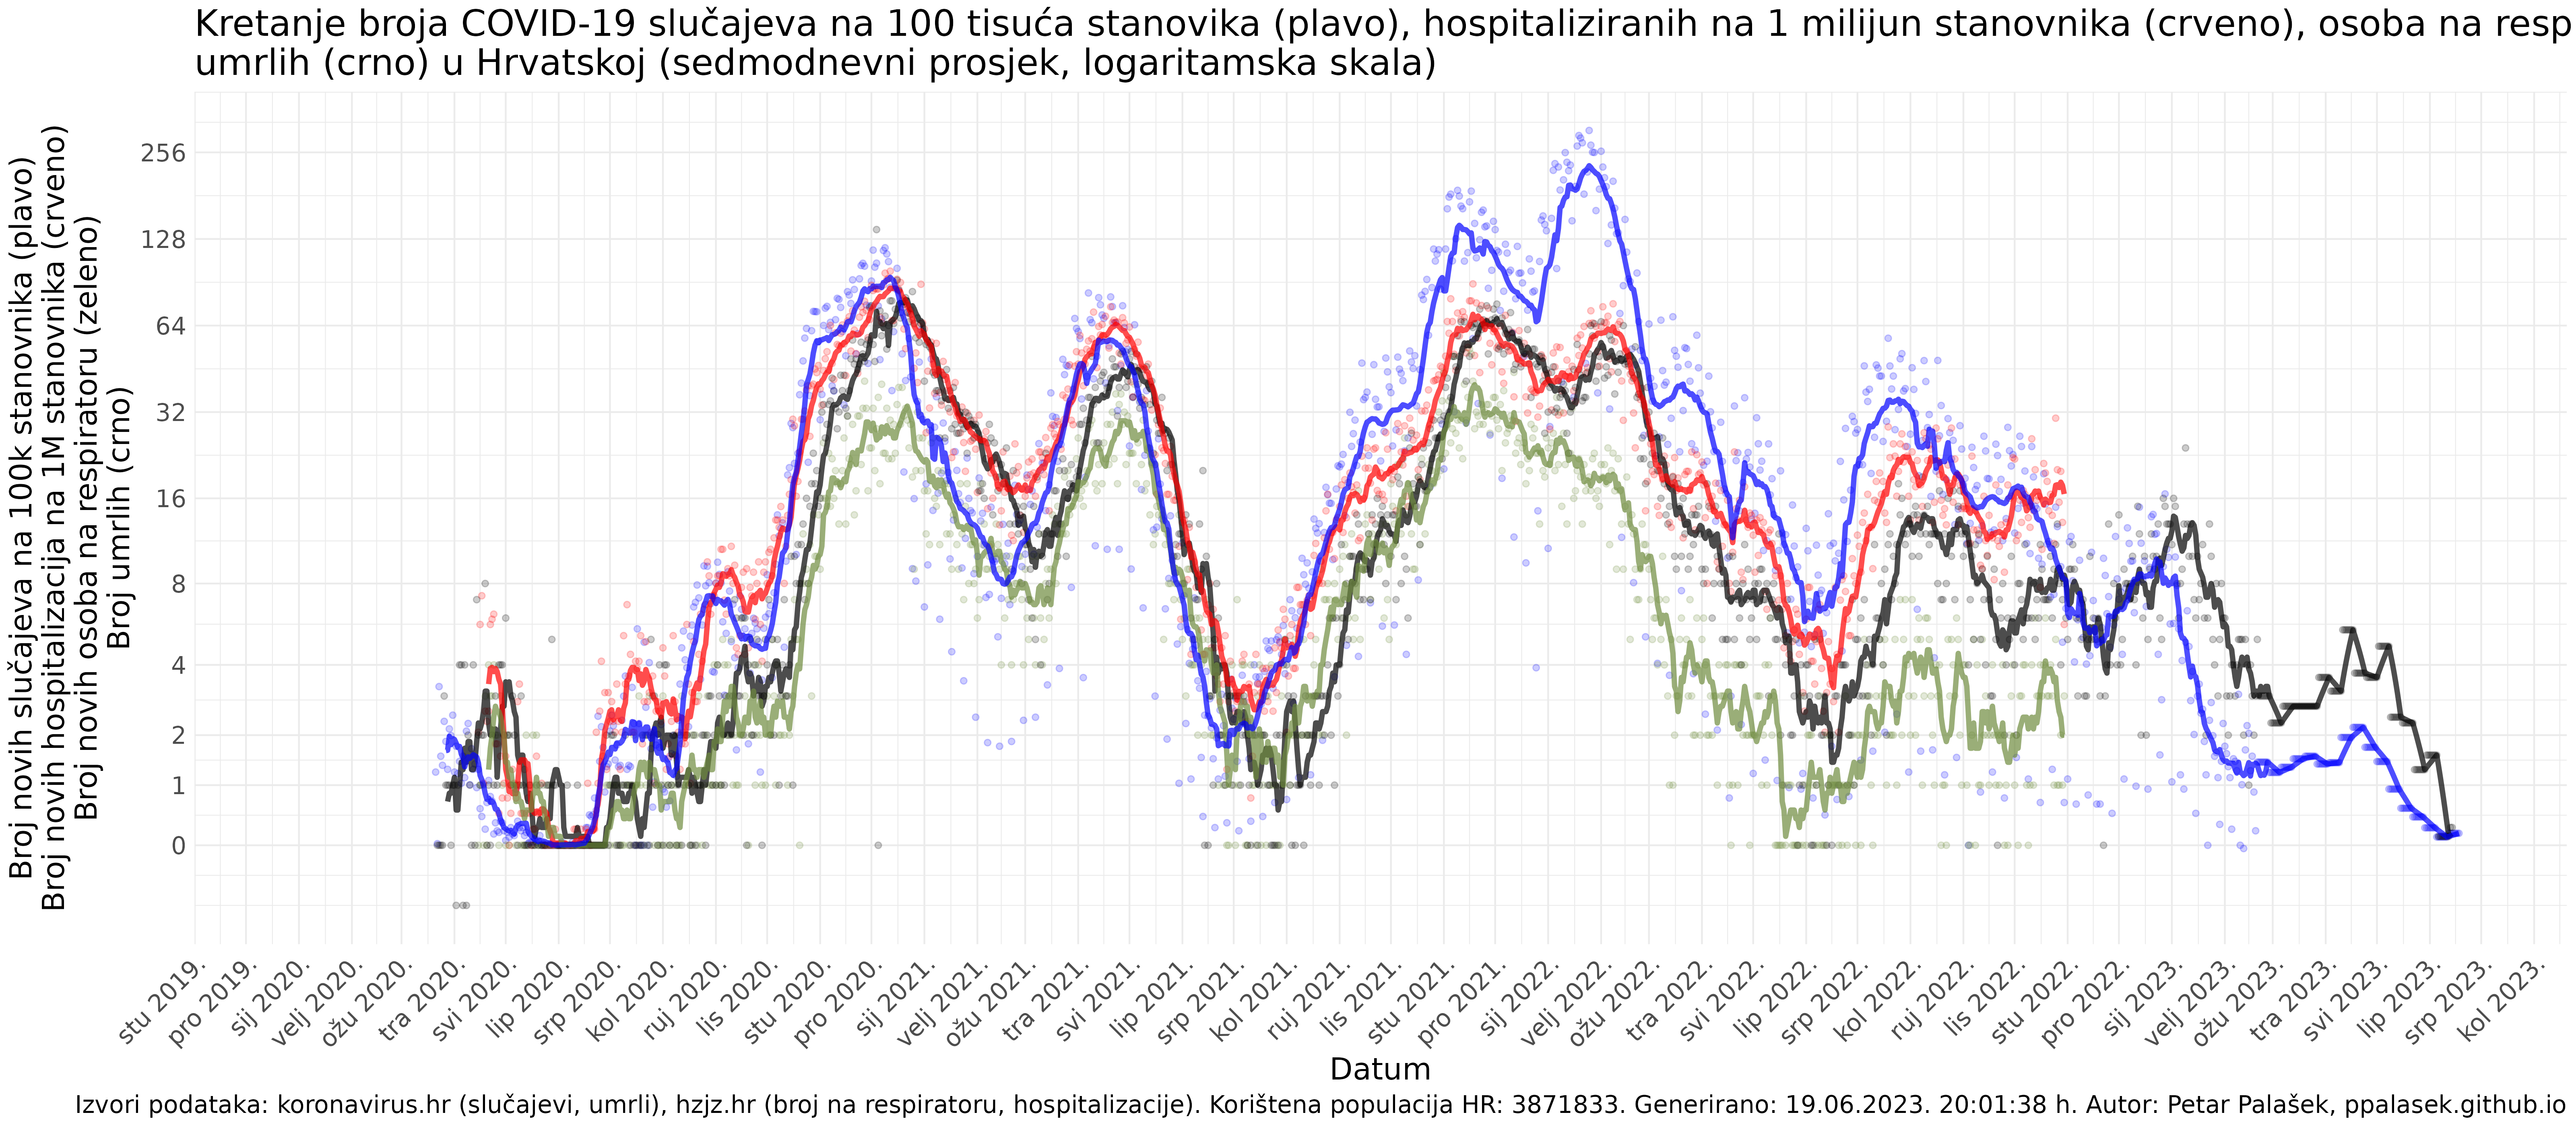 Kretanje broja COVID-19 slučajeva na 100 tisuća stanovika (plavo), hospitaliziranih na 1 milijun stanovnika (crveno), osoba na resp
umrlih (crno) u Hrvatskoj (sedmodnevni prosjek, logaritamska skala)
Broj novih slučajeva na 100k stanovnika (plavo)
Broj novih hospitalizacija na 1M stanovnika (crveno)
Broj novih osoba na respiratoru (zeleno)
Broj umrlih (crno)
256
128
64
32
16
8
4
2
1
0
stu 2019.
pro 2019.
sij 2020.
velj 2020.
ožu 2020.
tra 2020.
svi 2020.
lip 2020.
srp 2020.
kol 2020.
ruj 2020.
lis 2020.
stu 2020.
pro 2020.
sij 2021.
velj 2021.
ožu 2021.
tra 2021.
svi 2021.
lip 2021.
srp 2021.
kol 2021.
ruj 2021.
lis 2021.
stu 2021.
pro 2021.
sij 2022.
velj 2022.
ožu 2022.
tra 2022.
svi 2022.
lip 2022.
srp 2022.
kol 2022.
ruj 2022.
lis 2022.
stu 2022.
pro 2022.
sij 2023.
velj 2023.
ožu 2023.
tra 2023.
svi 2023.
lip 2023.
srp 2023.
kol 2023.
Datum
Izvori podataka: koronavirus.hr (slučajevi, umrli), hzjz.hr (broj na respiratoru, hospitalizacije). Korištena populacija HR: 3871833. Generirano: 19.06.2023. 20:01:38 h. Autor: Petar Palašek, ppalasek.github.io